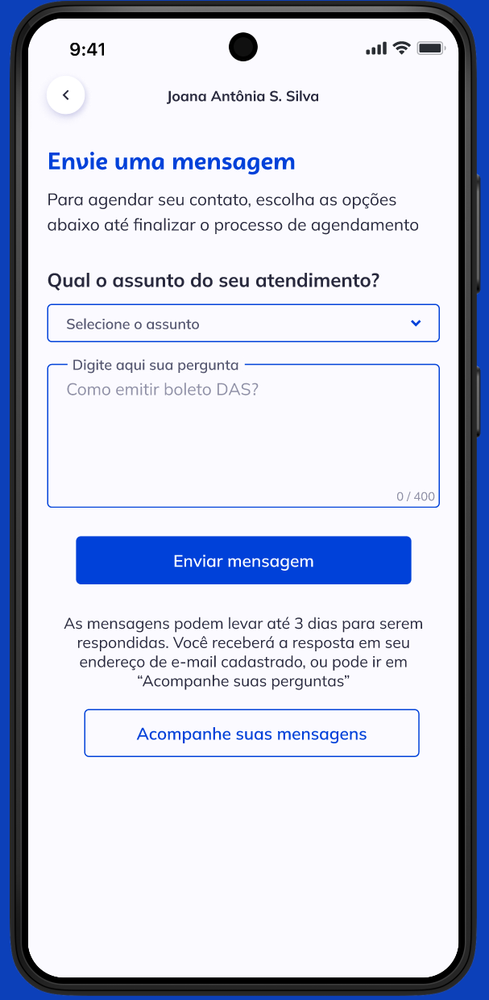 9:41
Joana Antônia S. Silva
Envie uma mensagem
Para agendar seu contato, escolha as opções
abaixo até finalizar o processo de agendamento
Qual o assunto do seu atendimento?
Selecione o assunto
Digite aqui sua pergunta
Como emitir boleto DAS?
0 / 400
Enviar mensagem
As mensagens podem levar até 3 dias para serem
respondidas. Você receberá a resposta em seu
endereço de e-mail cadastrado, ou pode ir em
“Acompanhe suas perguntas”
Acompanhe suas mensagens